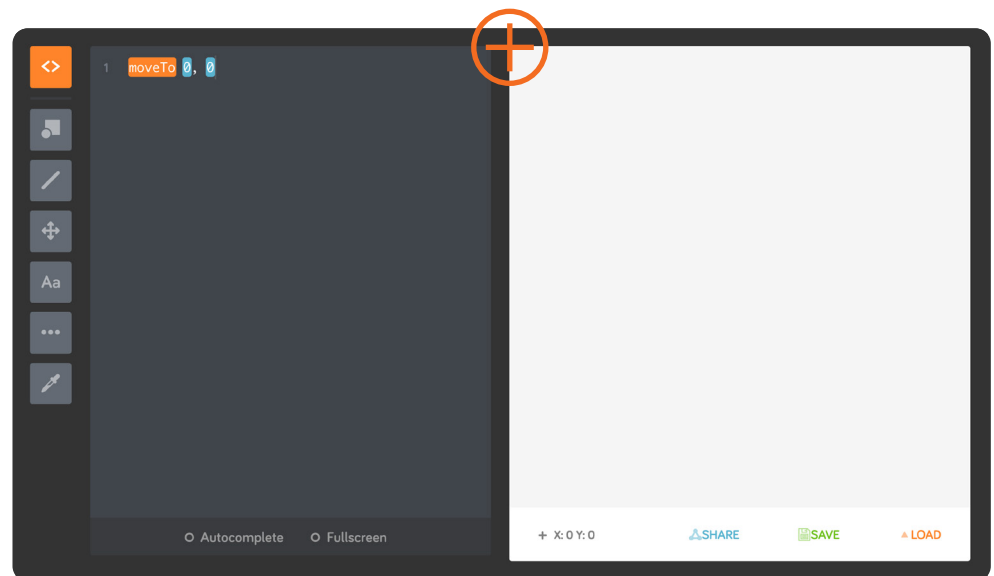 <>
1 moveTo 0, 0
Aa
Autocomplete Fullscreen
+ X: 0 Y: 0 SHARE SAVE LOAD